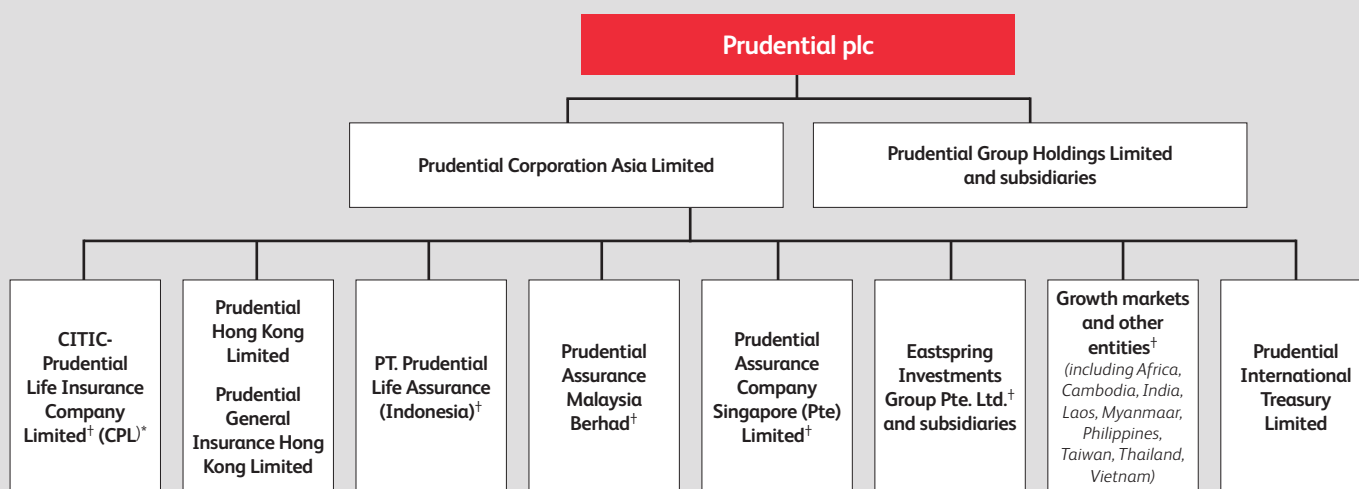 Prudential plc
Prudential Corporation Asia Limited
Prudential Group Holdings Limited
and subsidiaries
CITIC-
Prudential
Life Insurance
Company
Limited† (CPL)*
Prudential
Hong Kong
Limited
Prudential
General
Insurance Hong
Kong Limited
PT. Prudential
Life Assurance
(Indonesia)†
Prudential
Assurance
Malaysia
Berhad†
Prudential
Assurance
Company
Singapore (Pte)
Limited†
Eastspring
Investments
Group Pte. Ltd.†
and subsidiaries
Growth markets
and other
entities†
(including Africa,
Cambodia, India,
Laos, Myanmaar,
Philippines,
Taiwan, Thailand,
Vietnam)
Prudential
International
Treasury
Limited